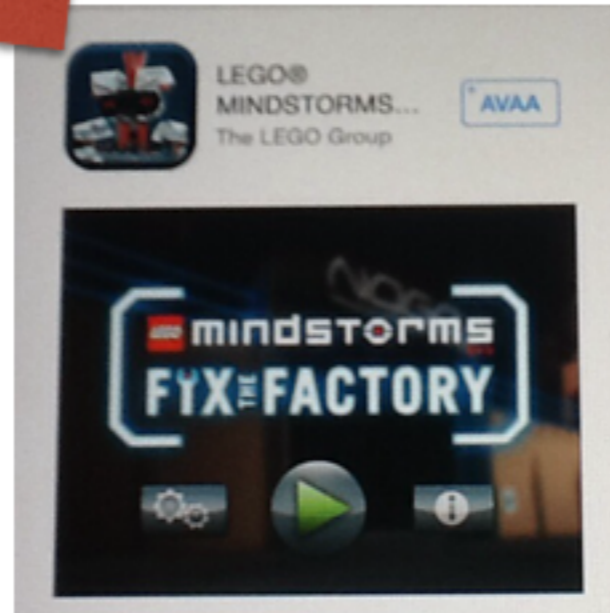 LEGO®
MINDSTORMS...
The LEGO Group
AVAA
LEGO mindstorms
FIX THE FACTORY